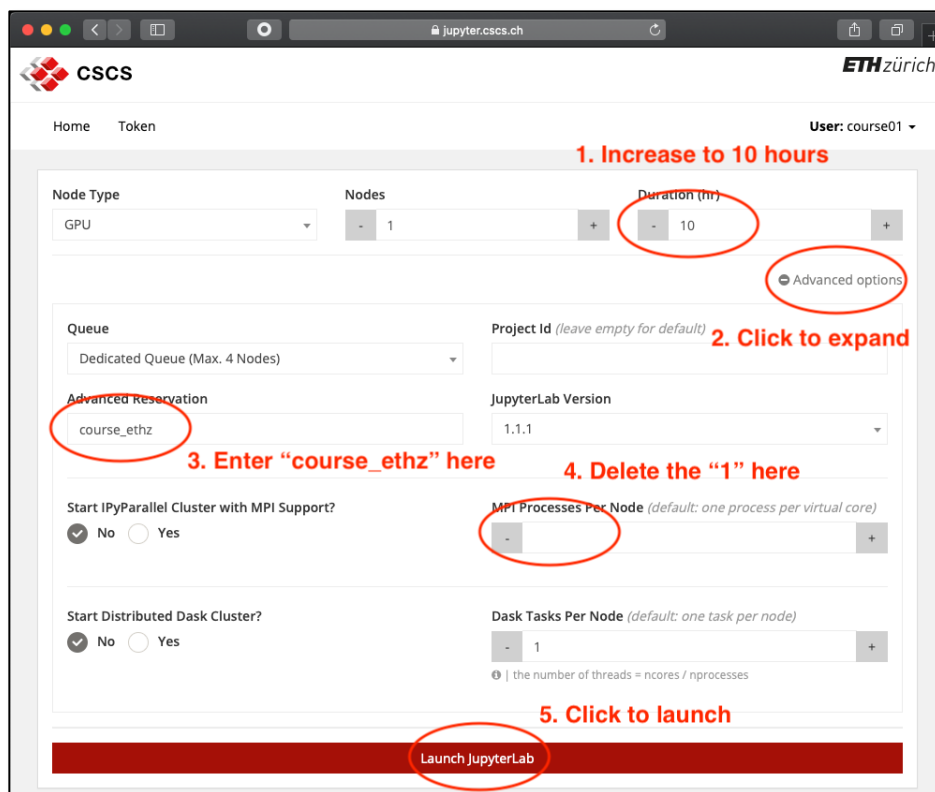 jupyter.cscs.ch
CSCS
ETH zürich
Home Token User: course01
1. Increase to 10 hours
Node Type Nodes Duration (hr)
GPU - 1 + - 10 +
Advanced options
2. Click to expand
Queue Project Id (leave empty for default)
Dedicated Queue (Max. 4 Nodes)
Advanced Reservation JupyterLab Version
course_ethz 1.1.1
3. Enter “course_ethz” here
4. Delete the “1” here
Start IPyParallel Cluster with MPI Support? MPI Processes Per Node (default: one process per virtual core)
No Yes - +
Start Distributed Dask Cluster? Dask Tasks Per Node (default: one task per node)
No Yes - 1 +
| the number of threads = ncores / nprocesses
5. Click to launch
Launch JupyterLab